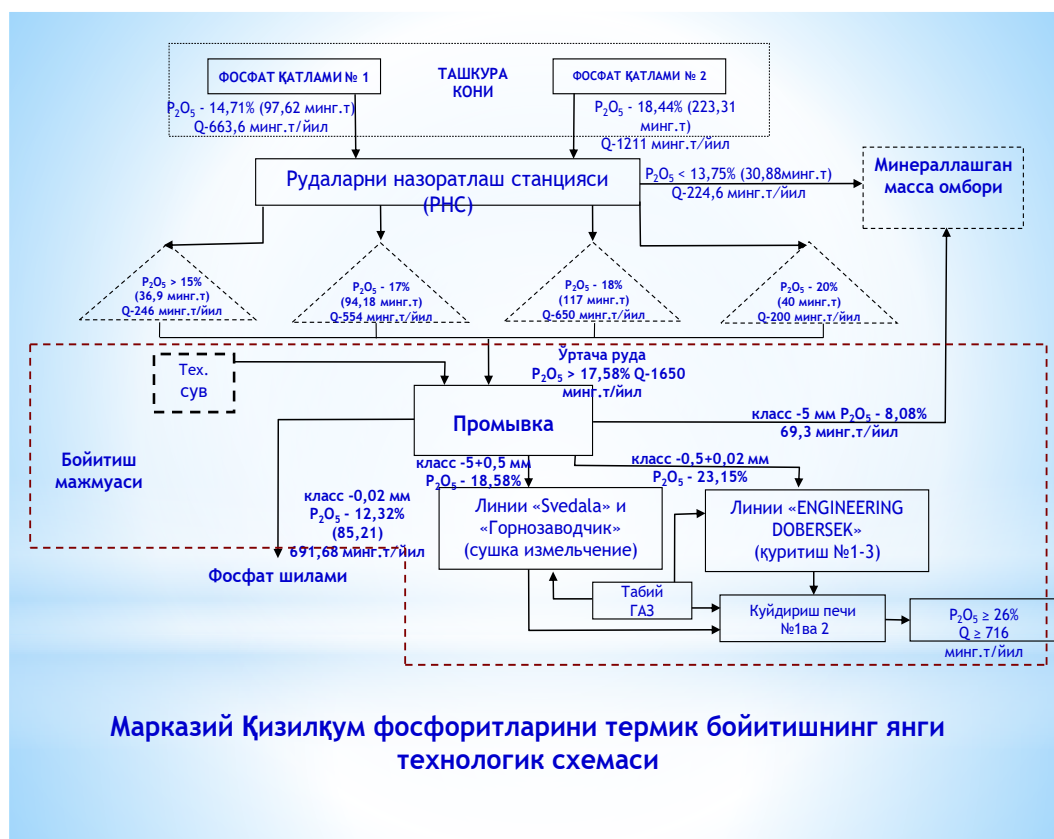 ФОСФАТ ҚАТЛАМИ № 1
ТАШКУРА
КОНИ
ФОСФАТ ҚАТЛАМИ № 2
P₂O₅ - 14,71% (97,62 минг.т)
Q-663,6 минг.т/йил
P₂O₅ - 18,44% (223,31
минг.т)
Q-1211 минг.т/йил
Рудаларни назоратлаш станцияси
(РНС)
P₂O₅ < 13,75% (30,88минг.т)
Q-224,6 минг.т/йил
Минераллашган
масса омбори
P₂O₅ > 15%
(36,9 минг.т)
Q-246 минг.т/йил
P₂O₅ - 17%
(94,18 минг.т)
Q-554 минг.т/йил
P₂O₅ - 18%
(117 минг.т)
Q-650 минг.т/йил
P₂O₅ - 20%
(40 минг.т)
Q-200 минг.т/йил
Тех.
сув
Ўртача руда
P₂O₅ > 17,58% Q-1650
минг.т/йил
Промывка
класс -5 мм P₂O₅ - 8,08%
69,3 минг.т/йил
Бойитиш
мажмуаси
класс -5+0,5 мм
P₂O₅ - 18,58%
класс -0,5+0,02 мм
P₂O₅ - 23,15%
класс -0,02 мм
P₂O₅ - 12,32%
(85,21)
691,68 минг.т/йил
Фосфат шилами
Линии «Svedala» и
«Горнозаводчик»
(сушка измельчение)
Линии «ENGINEERING
DOBERSEK»
(қуритиш №1-3)
Табий
ГАЗ
Куйдириш печи
№1ва 2
P₂O₅ ≥ 26%
Q ≥ 716
минг.т/йил
Марказий Қизилқум фосфоритларини термик бойитишнинг янги
технологик схемаси